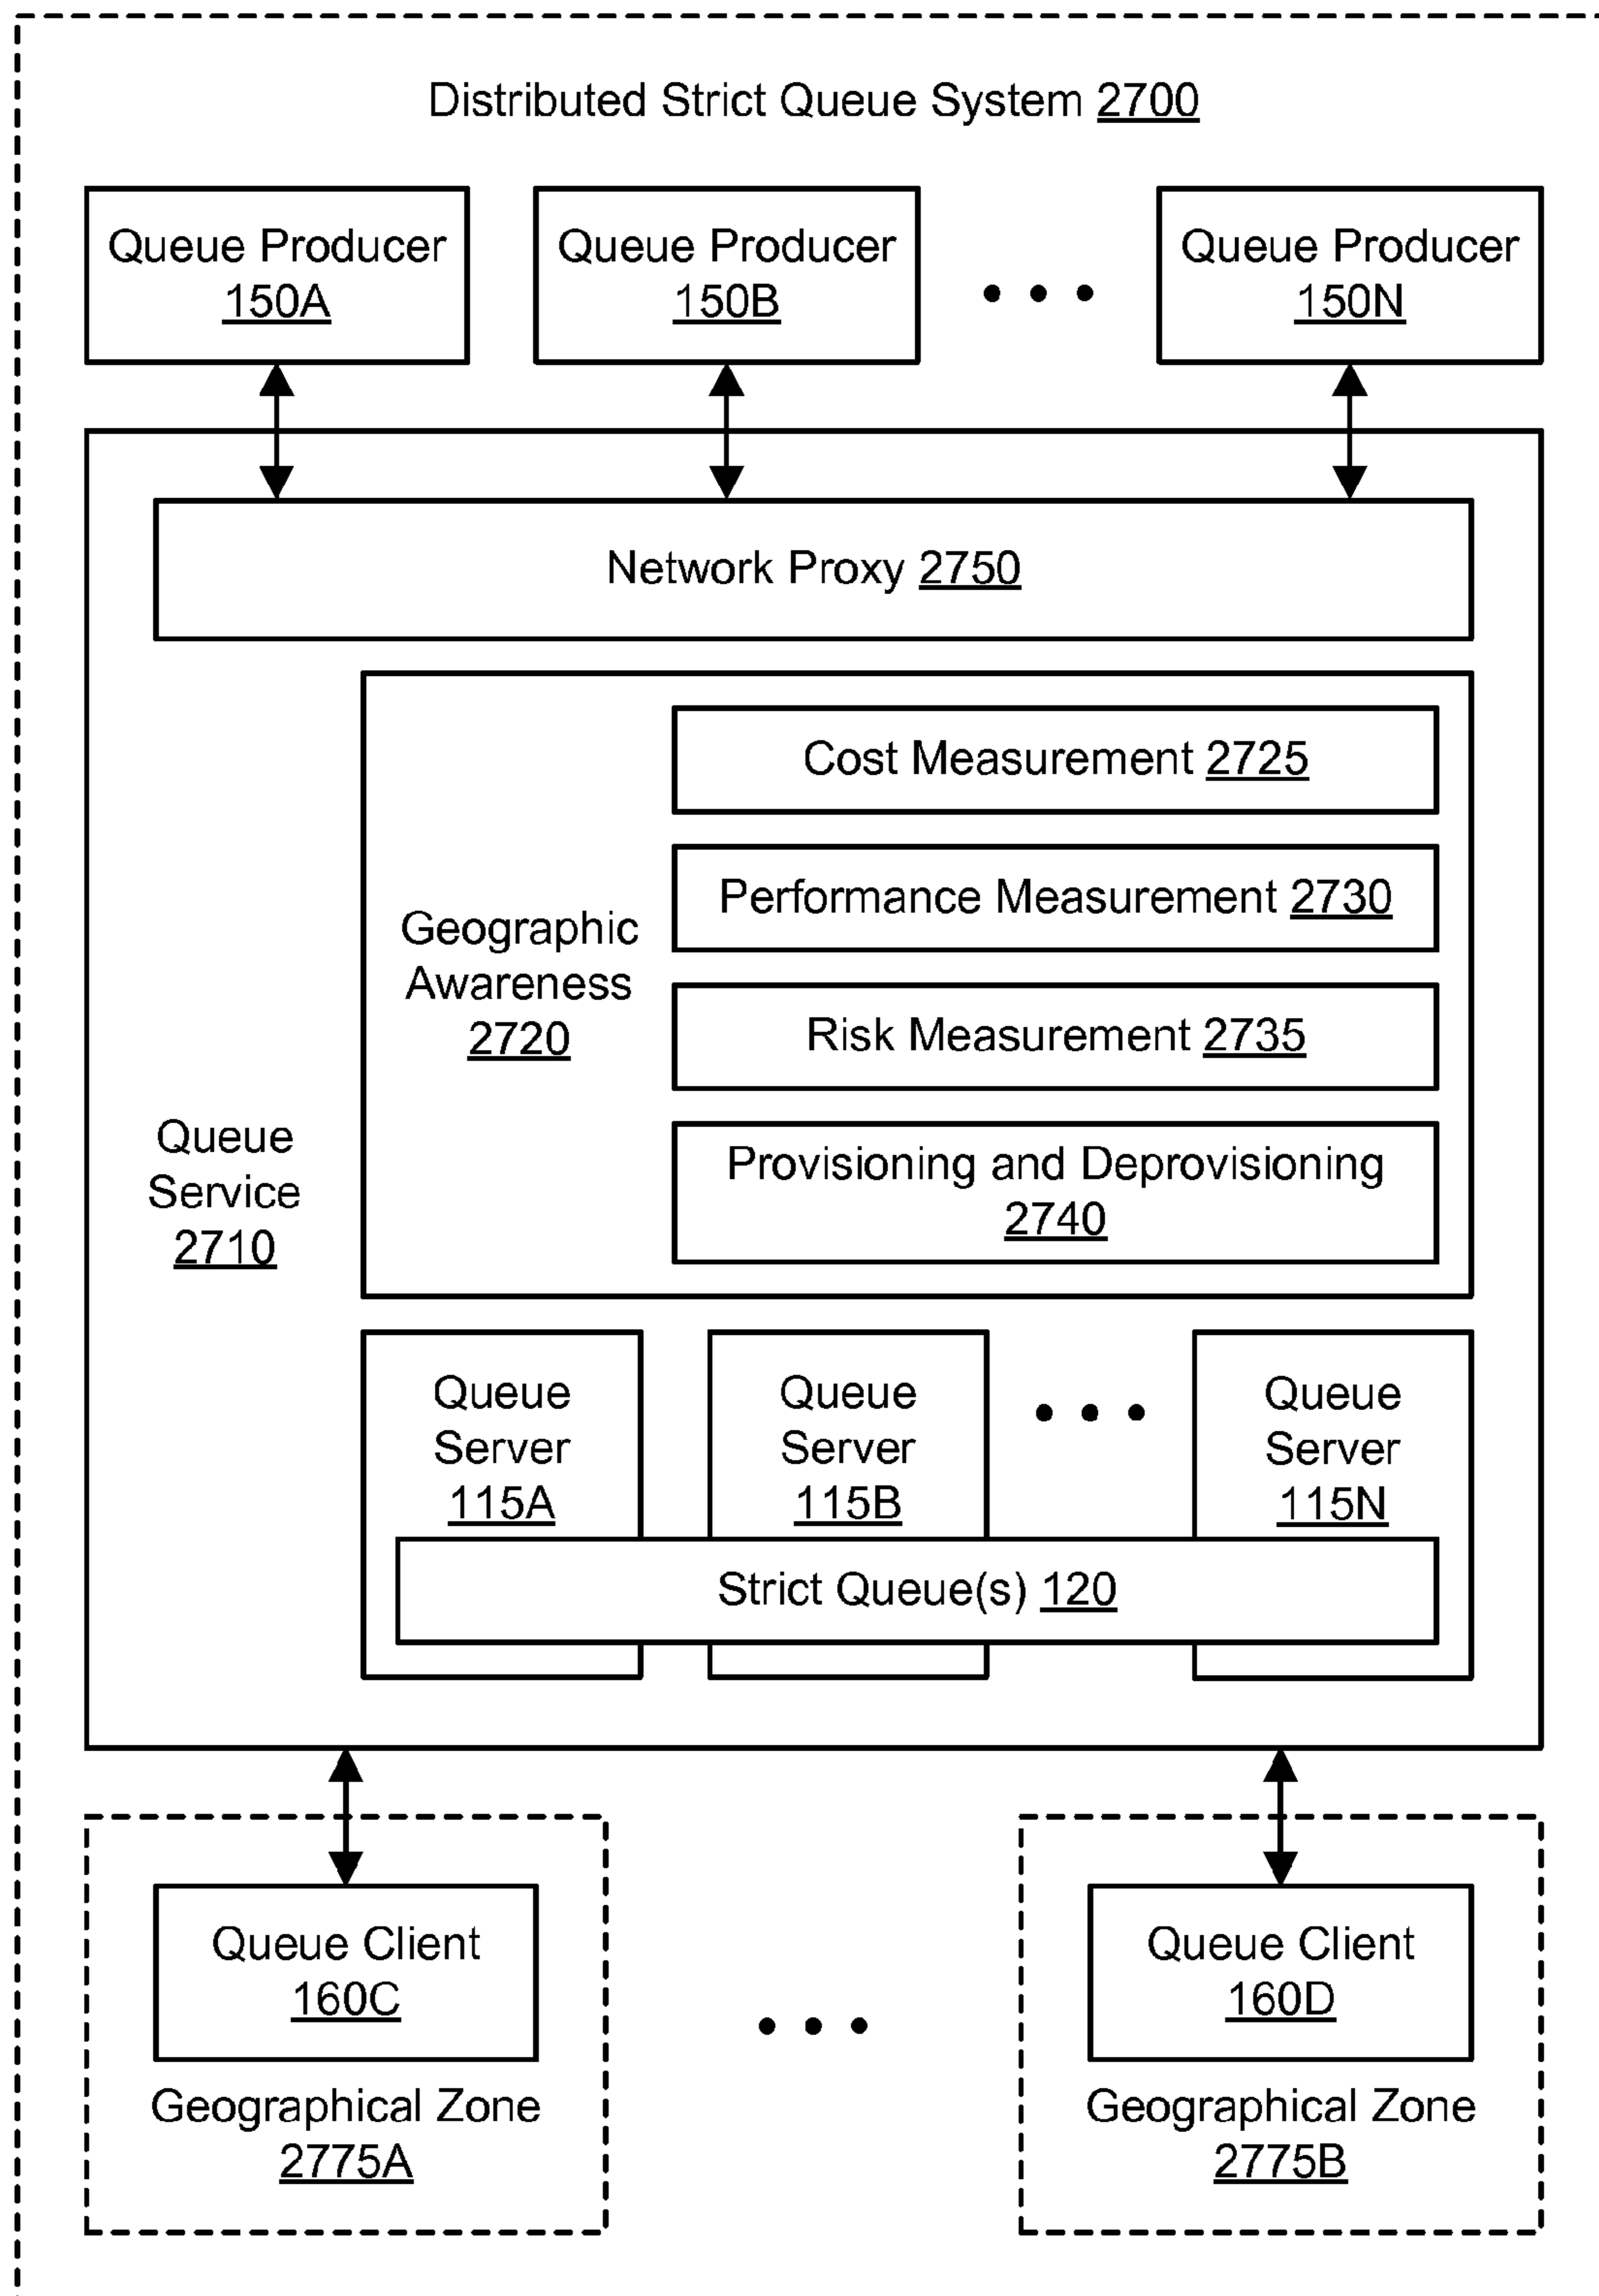 Distributed Strict Queue System 2700
Queue Producer
150A
Queue Producer
150B
• • •
Queue Producer
150N
Network Proxy 2750
Cost Measurement 2725
Performance Measurement 2730
Geographic
Awareness
2720
Risk Measurement 2735
Provisioning and Deprovisioning
2740
Queue
Service
2710
Queue
Server
115A
Queue
Server
115B
• • •
Queue
Server
115N
Strict Queue(s) 120
Queue Client
160C
Geographical Zone
2775A
• • •
Queue Client
160D
Geographical Zone
2775B